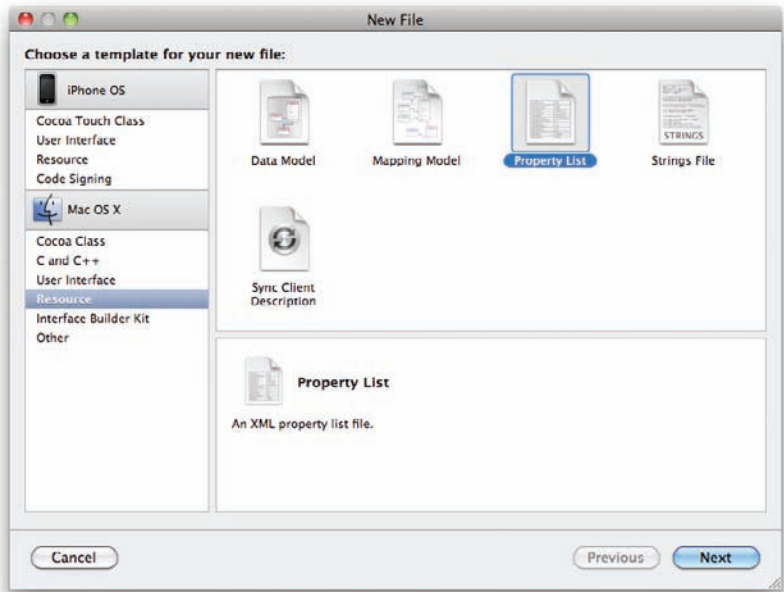 New File
Choose a template for your new file:
iPhone OS
Cocoa Touch Class
User Interface
Resource
Code Signing
Mac OS X
Cocoa Class
C and C++
User Interface
Resource
Interface Builder Kit
Other
Data Model
Mapping Model
Property List
STRINGS
Strings File
Sync Client
Description
Property List
An XML property list file.
Cancel
Previous
Next